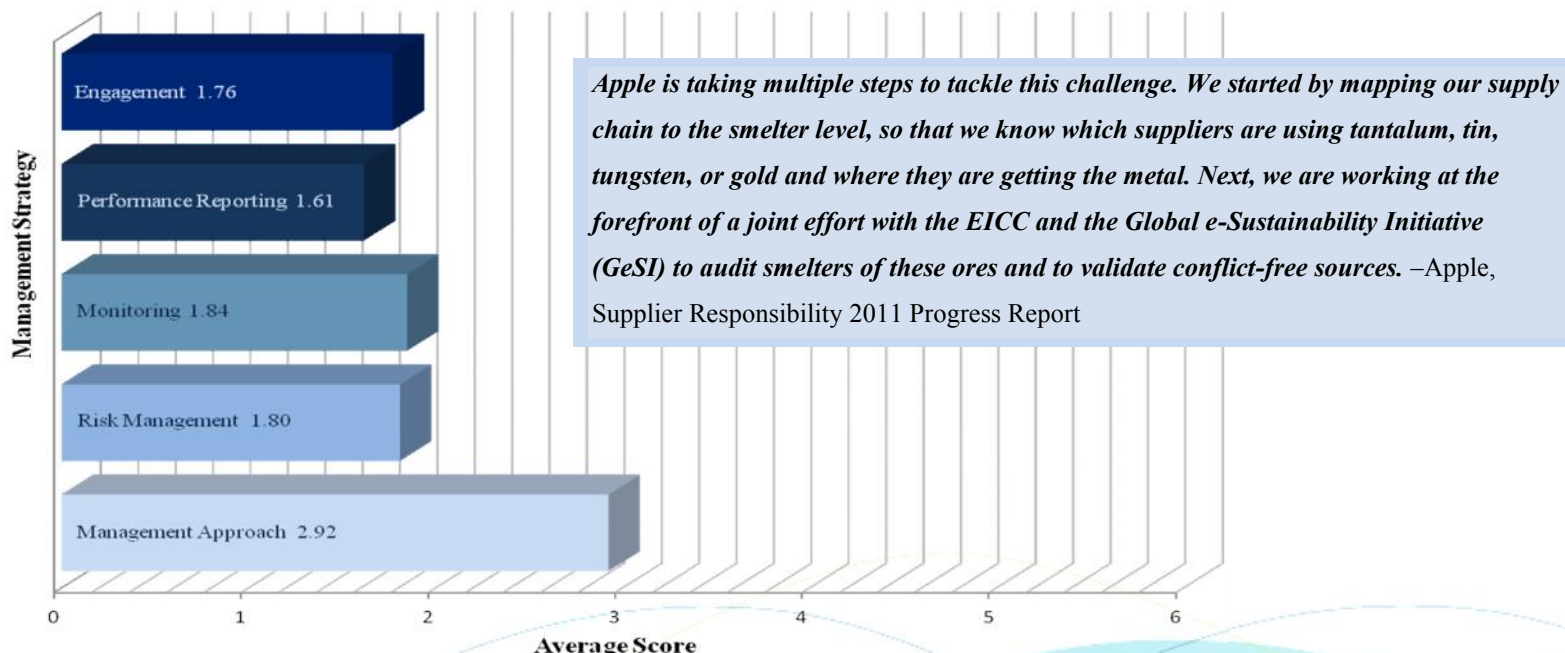 Management Strategy
Engagement 1.76
Performance Reporting 1.61
Monitoring 1.84
Risk Management 1.80
Management Approach 2.92
0 1 2 3 4 5 6
Average Score
Apple is taking multiple steps to tackle this challenge. We started by mapping our supply
chain to the smelter level, so that we know which suppliers are using tantalum, tin,
tungsten, or gold and where they are getting the metal. Next, we are working at the
forefront of a joint effort with the EICC and the Global e-Sustainability Initiative
(GeSI) to audit smelters of these ores and to validate conflict-free sources. –Apple,
Supplier Responsibility 2011 Progress Report